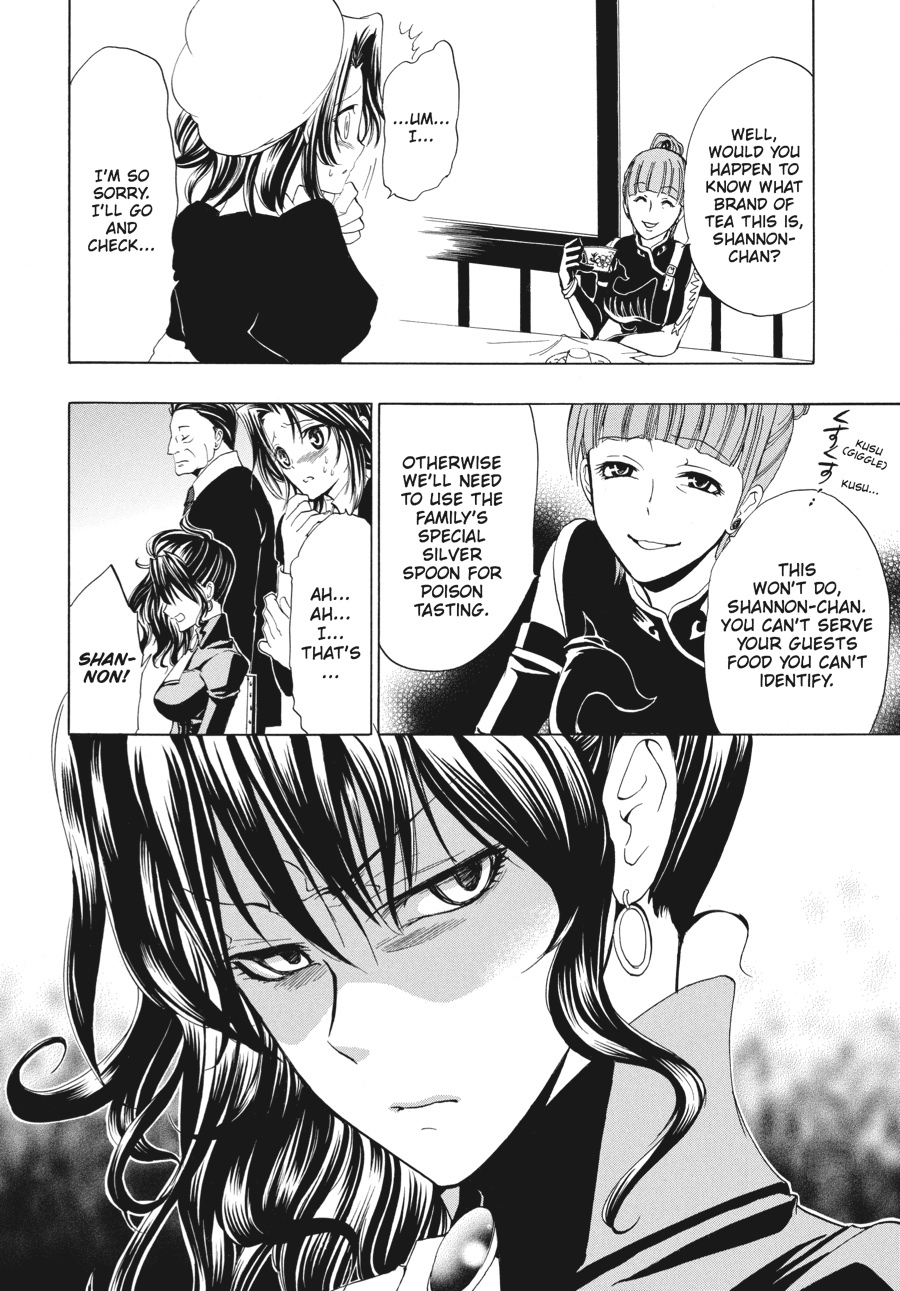 WELL,
WOULD YOU
HAPPEN TO
KNOW WHAT
BRAND OF
TEA THIS IS,
SHANNON-
CHAN?
...UM...
I...
I'M SO
SORRY.
I'LL GO
AND
CHECK...
くすくす…
KUSU
(GIGGLE)
KUSU...
THIS
WON'T DO,
SHANNON-CHAN.
YOU CAN'T SERVE
YOUR GUESTS
FOOD YOU CAN'T
IDENTIFY.
OTHERWISE
WE'LL NEED
TO USE THE
FAMILY'S
SPECIAL
SILVER
SPOON FOR
POISON
TASTING.
AH...
AH...
I...
THAT'S
...
SHAN-
NON!